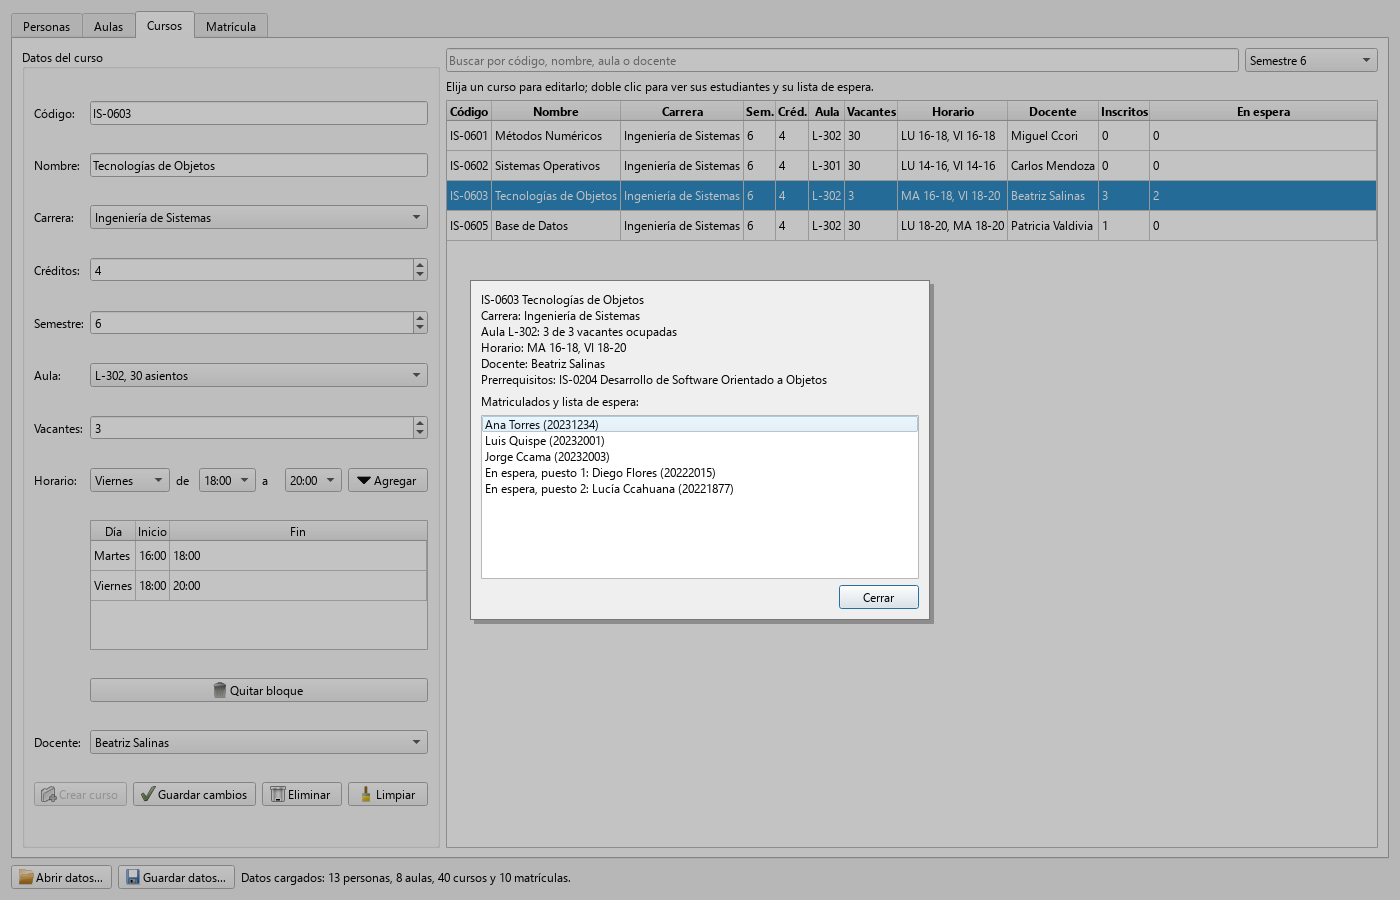 Personas Aulas Cursos Matrícula
Datos del curso
Código: IS-0603
Nombre: Tecnologías de Objetos
Carrera: Ingeniería de Sistemas
Créditos: 4
Semestre: 6
Aula: L-302, 30 asientos
Vacantes: 3
Horario: Viernes de 18:00 a 20:00 Agregar
Día Inicio Fin
Martes 16:00 18:00
Viernes 18:00 20:00
Quitar bloque
Docente: Beatriz Salinas
Crear curso Guardar cambios Eliminar Limpiar
Buscar por código, nombre, aula o docente Semestre 6
Elija un curso para editarlo; doble clic para ver sus estudiantes y su lista de espera.
Código Nombre Carrera Sem. Créd. Aula Vacantes Horario Docente Inscritos En espera
IS-0601 Métodos Numéricos Ingeniería de Sistemas 6 4 L-302 30 LU 16-18, VI 16-18 Miguel Ccori 0 0
IS-0602 Sistemas Operativos Ingeniería de Sistemas 6 4 L-301 30 LU 14-16, VI 14-16 Carlos Mendoza 0 0
IS-0603 Tecnologías de Objetos Ingeniería de Sistemas 6 4 L-302 3 MA 16-18, VI 18-20 Beatriz Salinas 3 2
IS-0605 Base de Datos Ingeniería de Sistemas 6 4 L-302 30 LU 18-20, MA 18-20 Patricia Valdivia 1 0
IS-0603 Tecnologías de Objetos
Carrera: Ingeniería de Sistemas
Aula L-302: 3 de 3 vacantes ocupadas
Horario: MA 16-18, VI 18-20
Docente: Beatriz Salinas
Prerrequisitos: IS-0204 Desarrollo de Software Orientado a Objetos
Matriculados y lista de espera:
Ana Torres (20231234)
Luis Quispe (20232001)
Jorge Ccama (20232003)
En espera, puesto 1: Diego Flores (20222015)
En espera, puesto 2: Lucía Ccahuana (20221877)
Cerrar
Abrir datos... Guardar datos... Datos cargados: 13 personas, 8 aulas, 40 cursos y 10 matrículas.